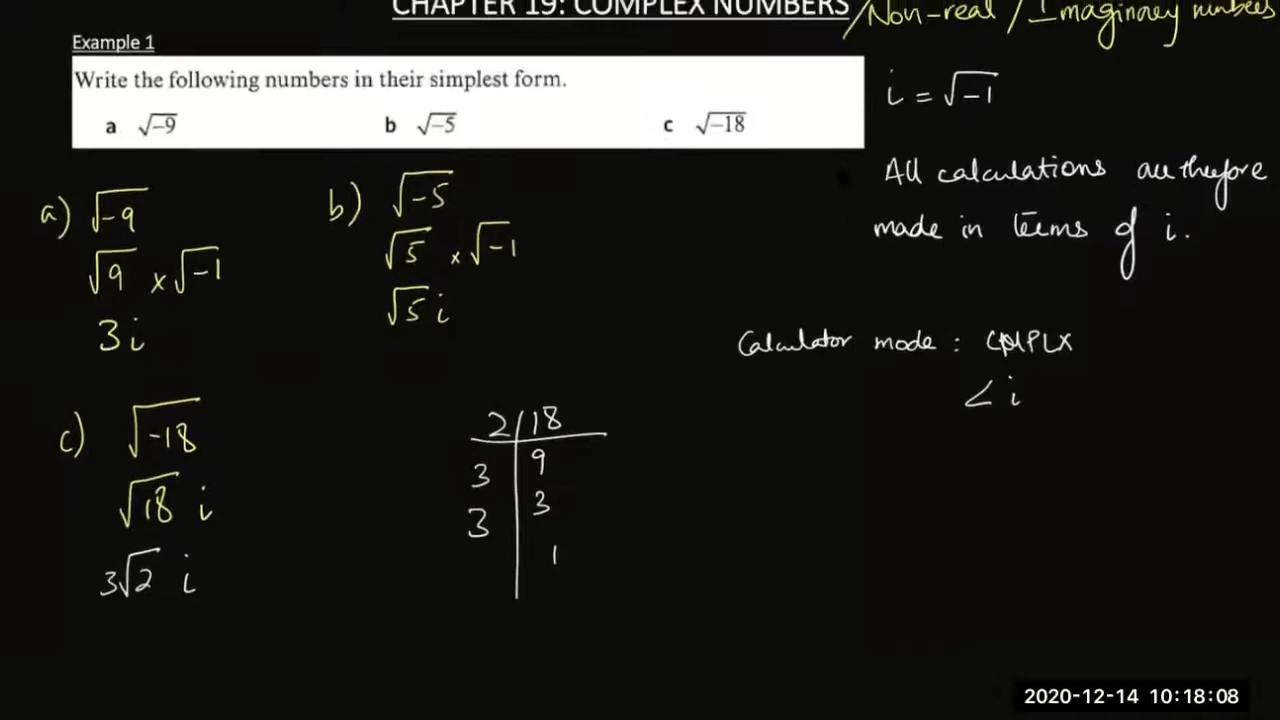 CHAPTER 19: COMPLEX NUMBERS /Non-real / Imaginary numbers
Example 1
Write the following numbers in their simplest form.
a √-9 b √-5 c √-18
i = √-1
All calculations are therefore
made in terms of i.
a) √-9
√9 × √-1
3i
b) √-5
√5 × √-1
√5 i
Calculator mode : CMPLX
∠ i
c) √-18
√18 i
3√2 i
2 18
3 9
3 3
1
2020-12-14 10:18:08